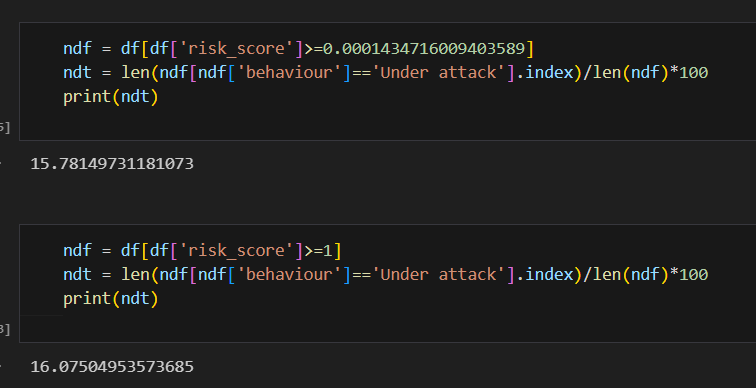 ndf = df[df['risk_score']>=0.0001434716009403589]
ndt = len(ndf[ndf['behaviour']=='Under attack'].index)/len(ndf)*100
print(ndt)
5]
15.78149731181073
ndf = df[df['risk_score']>=1]
ndt = len(ndf[ndf['behaviour']=='Under attack'].index)/len(ndf)*100
print(ndt)
3]
16.07504953573685